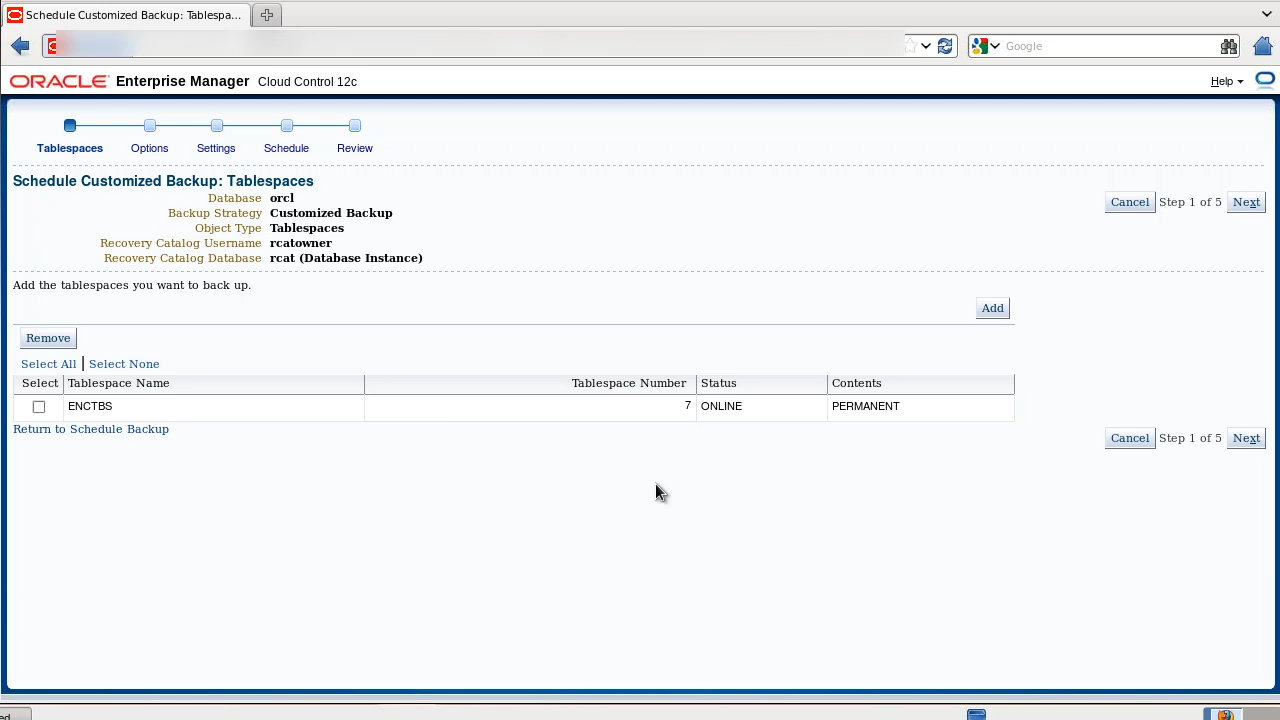 Schedule Customized Backup: Tablespa...
Google
ORACLE Enterprise Manager Cloud Control 12c
Help
Tablespaces Options Settings Schedule Review
Schedule Customized Backup: Tablespaces
Database orcl
Backup Strategy Customized Backup
Object Type Tablespaces
Recovery Catalog Username rcatowner
Recovery Catalog Database rcat (Database Instance)
Cancel Step 1 of 5 Next
Add the tablespaces you want to back up.
Add
Remove
Select All | Select None
Select Tablespace Name Tablespace Number Status Contents
ENCTBS 7 ONLINE PERMANENT
Return to Schedule Backup
Cancel Step 1 of 5 Next